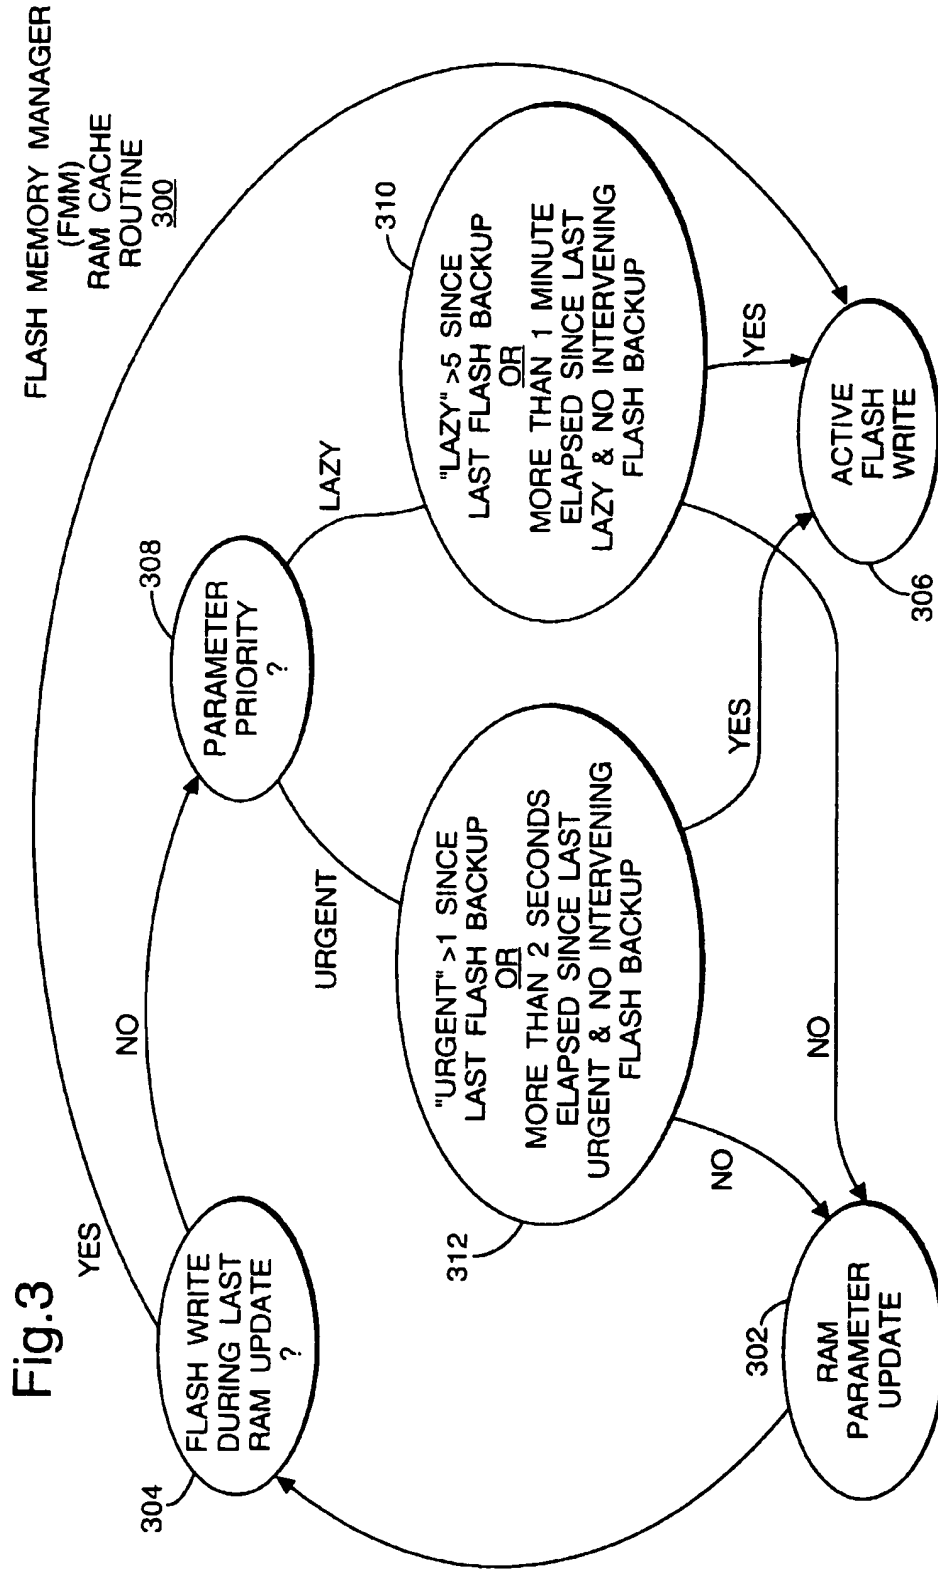 Fig.3
FLASH MEMORY MANAGER
(FMM)
RAM CACHE
ROUTINE
300
YES
304
FLASH WRITE
DURING LAST
RAM UPDATE
?
NO
308
PARAMETER
PRIORITY
?
URGENT
LAZY
312
"URGENT" >1 SINCE
LAST FLASH BACKUP
OR
MORE THAN 2 SECONDS
ELAPSED SINCE LAST
URGENT & NO INTERVENING
FLASH BACKUP
310
"LAZY" >5 SINCE
LAST FLASH BACKUP
OR
MORE THAN 1 MINUTE
ELAPSED SINCE LAST
LAZY & NO INTERVENING
FLASH BACKUP
NO
YES
NO
YES
302
RAM
PARAMETER
UPDATE
ACTIVE
FLASH
WRITE
306